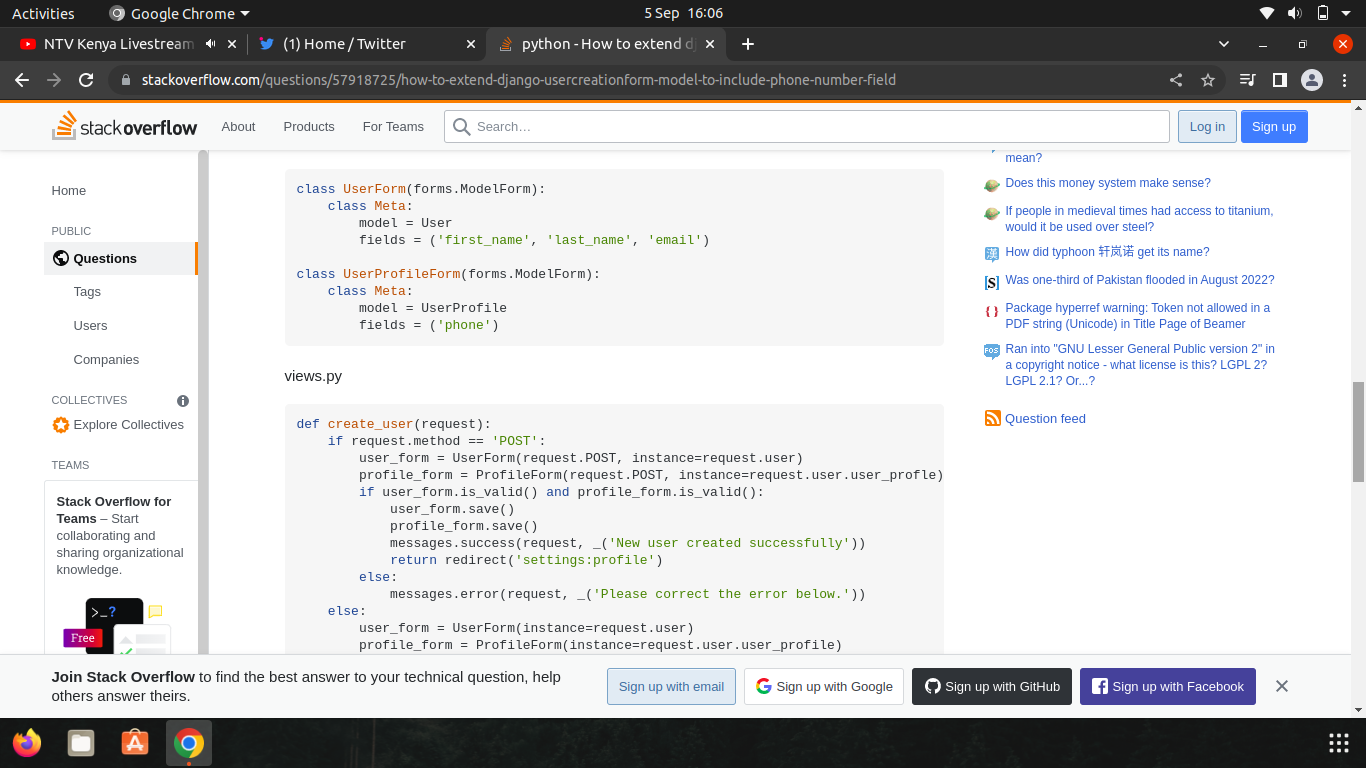 Activities
Google Chrome
5 Sep 16:06
NTV Kenya Livestream
(1) Home / Twitter
python - How to extend dj
stackoverflow.com/questions/57918725/how-to-extend-django-usercreationform-model-to-include-phone-number-field
stackoverflow
About
Products
For Teams
Search…
Log in
Sign up
Home
PUBLIC
Questions
Tags
Users
Companies
COLLECTIVES
Explore Collectives
TEAMS
Stack Overflow for
Teams – Start
collaborating and
sharing organizational
knowledge.
>_?
Free
class UserForm(forms.ModelForm):
    class Meta:
        model = User
        fields = ('first_name', 'last_name', 'email')
class UserProfileForm(forms.ModelForm):
    class Meta:
        model = UserProfile
        fields = ('phone')
views.py
def create_user(request):
    if request.method == 'POST':
        user_form = UserForm(request.POST, instance=request.user)
        profile_form = ProfileForm(request.POST, instance=request.user.user_profle)
        if user_form.is_valid() and profile_form.is_valid():
            user_form.save()
            profile_form.save()
            messages.success(request, _('New user created successfully'))
            return redirect('settings:profile')
        else:
            messages.error(request, _('Please correct the error below.'))
    else:
        user_form = UserForm(instance=request.user)
        profile_form = ProfileForm(instance=request.user.user_profile)
mean?
Does this money system make sense?
If people in medieval times had access to titanium,
would it be used over steel?
漢
How did typhoon 轩岚诺 get its name?
[S]
Was one-third of Pakistan flooded in August 2022?
{}
Package hyperref warning: Token not allowed in a
PDF string (Unicode) in Title Page of Beamer
FOS
Ran into "GNU Lesser General Public version 2" in
a copyright notice - what license is this? LGPL 2?
LGPL 2.1? Or...?
Question feed
Join Stack Overflow to find the best answer to your technical question, help
others answer theirs.
Sign up with email
Sign up with Google
Sign up with GitHub
Sign up with Facebook